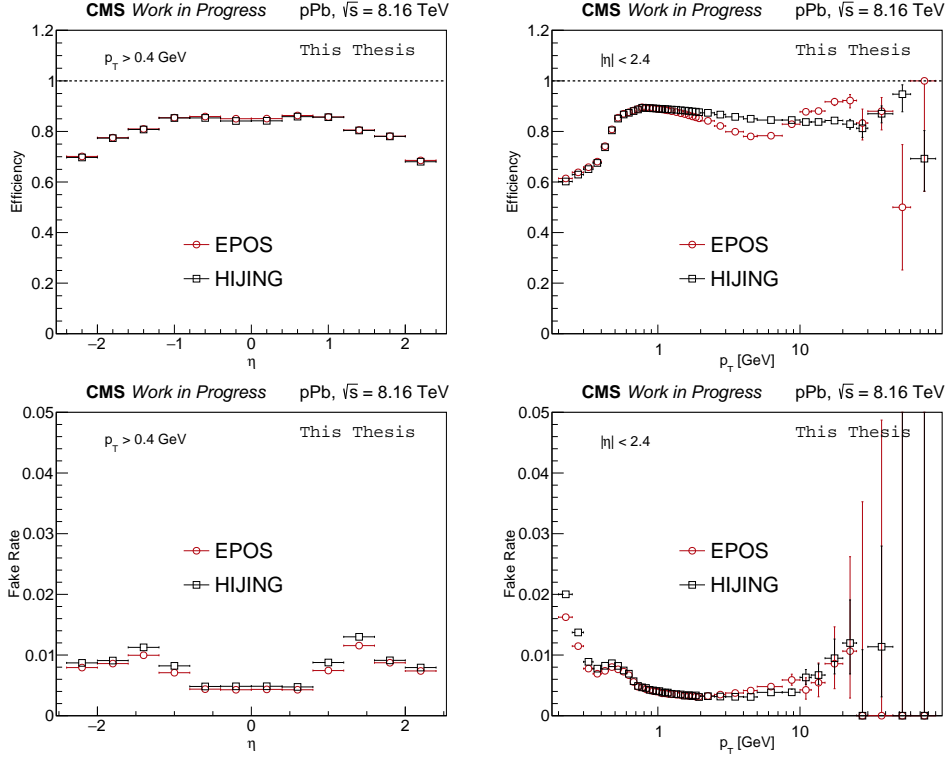 CMS Work in Progress pPb, √s = 8.16 TeV
p_T > 0.4 GeV This Thesis
Efficiency
1.2
1
0.8
0.6
0.4
0.2
0
EPOS
HIJING
−2 −1 0 1 2
η
CMS Work in Progress pPb, √s = 8.16 TeV
|η| < 2.4 This Thesis
Efficiency
1.2
1
0.8
0.6
0.4
0.2
0
EPOS
HIJING
1 10
p_T [GeV]
CMS Work in Progress pPb, √s = 8.16 TeV
p_T > 0.4 GeV This Thesis
Fake Rate
0.05
0.04
0.03
0.02
0.01
0
EPOS
HIJING
−2 −1 0 1 2
η
CMS Work in Progress pPb, √s = 8.16 TeV
|η| < 2.4 This Thesis
Fake Rate
0.05
0.04
0.03
0.02
0.01
0
EPOS
HIJING
1 10
p_T [GeV]